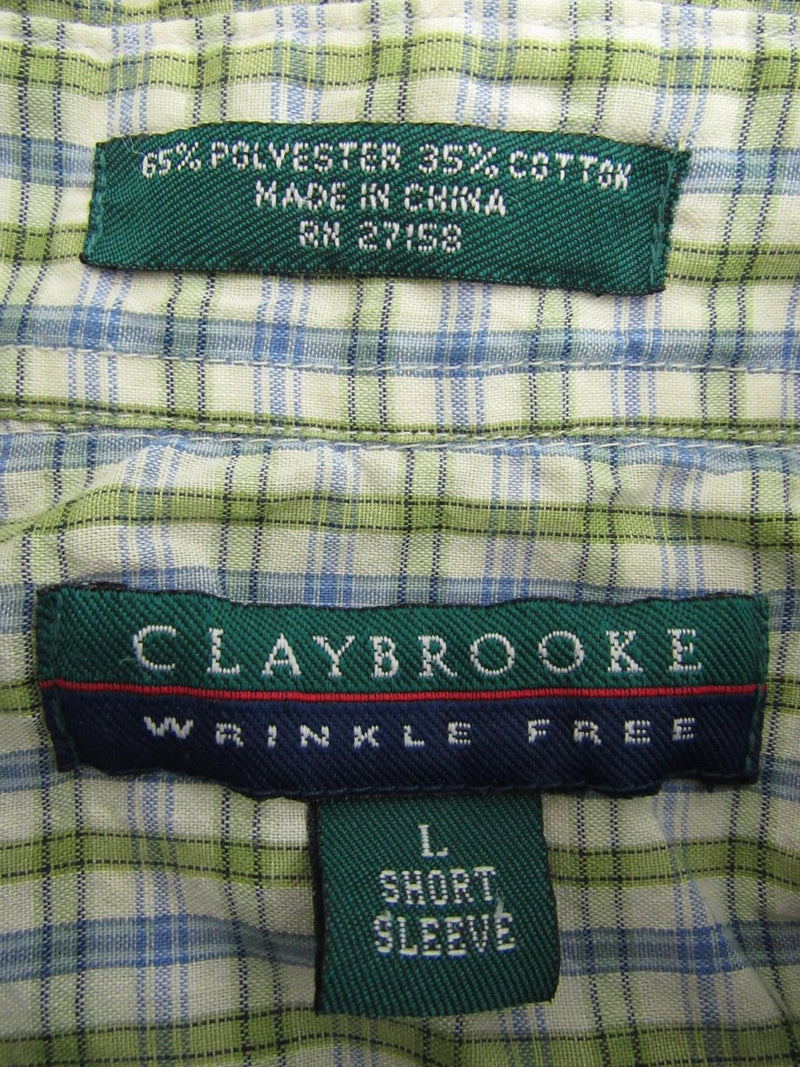 65% POLYESTER 35% COTTON
MADE IN CHINA
RN 27158
CLAYBROOKE
WRINKLE FREE
L
SHORT
SLEEVE